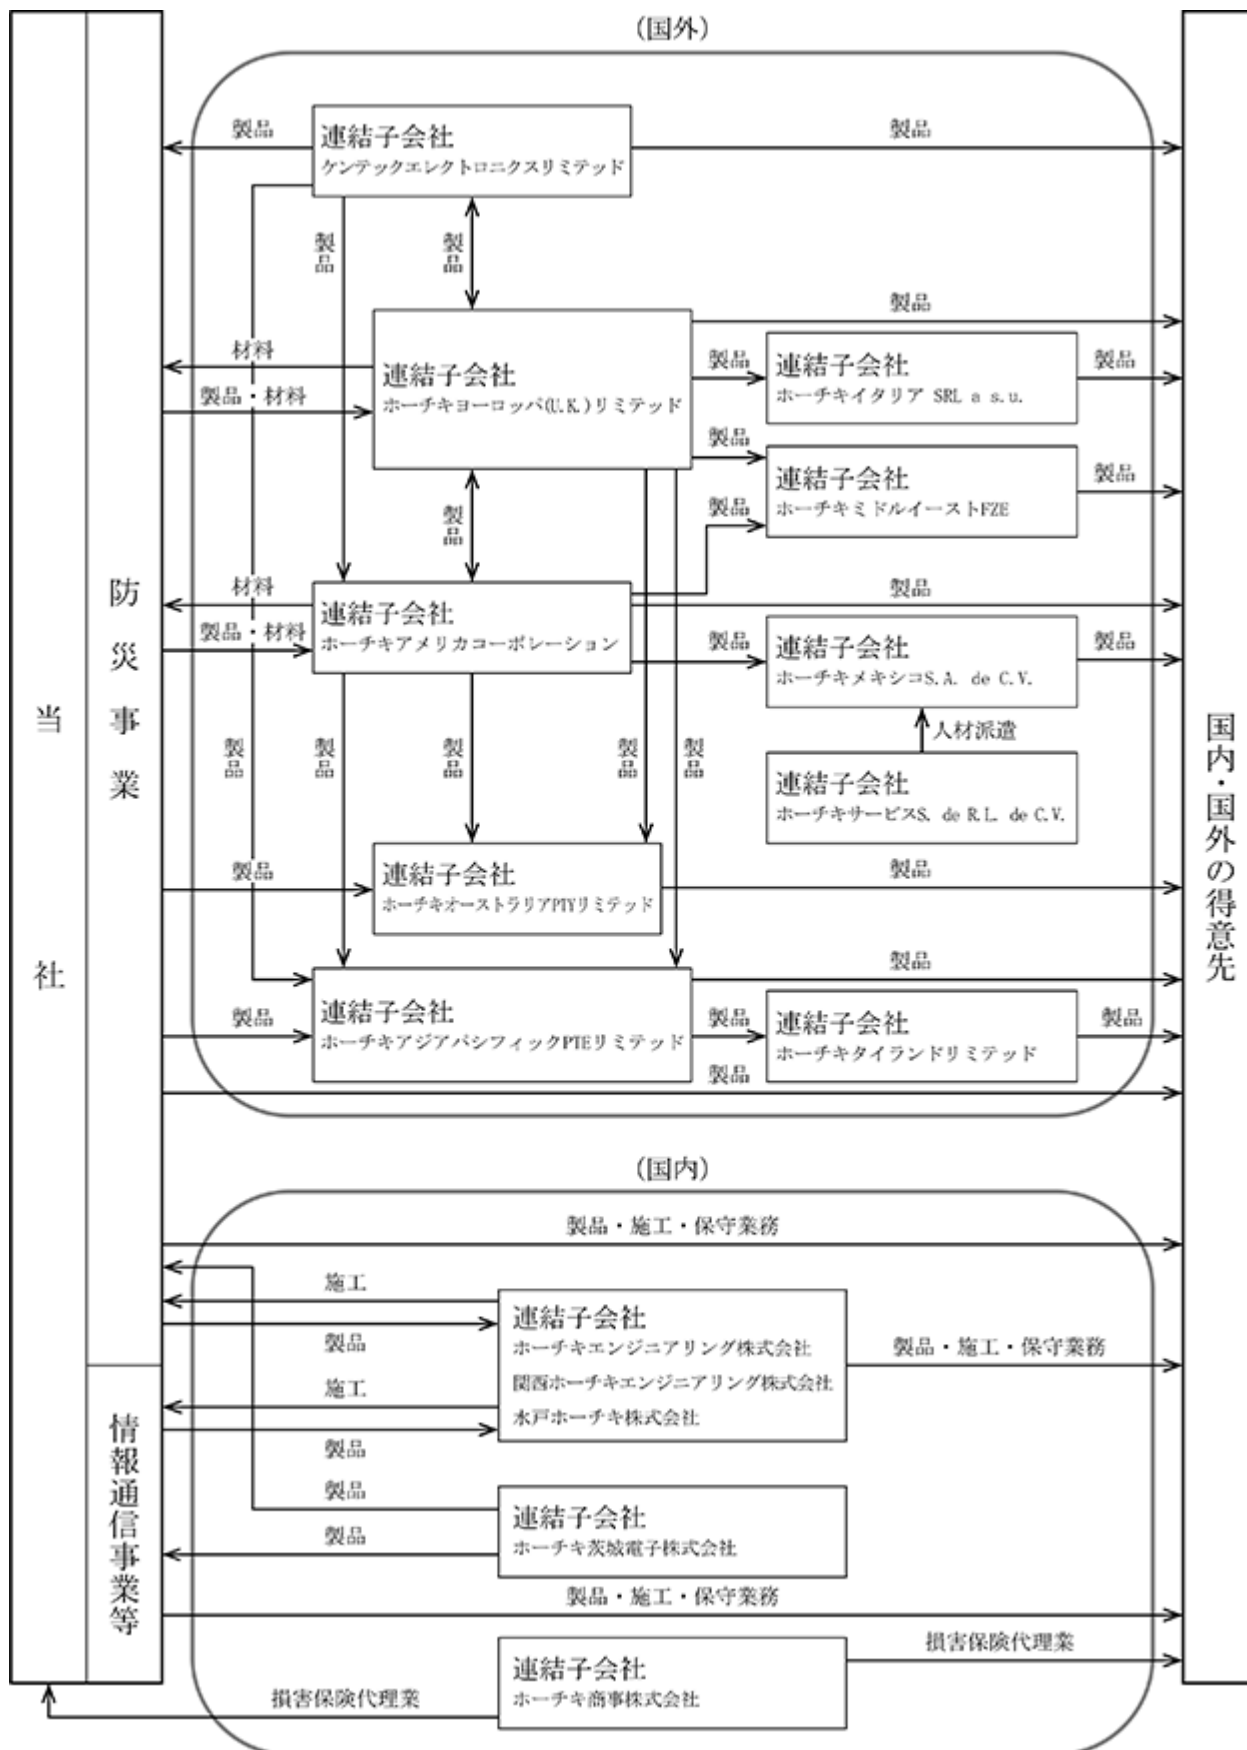 (国外)
当社
防災事業
情報通信事業等
国内・国外の得意先
連結子会社
ケンテックエレクトロニクスリミテッド
製品
製品
製品
製品
製品
連結子会社
ホーチキヨーロッパ(U.K.)リミテッド
材料
製品・材料
製品
製品
連結子会社
ホーチキイタリア SRL a s.u.
製品
製品
連結子会社
ホーチキミドルイーストFZE
製品
製品
製品
材料
製品・材料
連結子会社
ホーチキアメリカコーポレーション
製品
製品
連結子会社
ホーチキメキシコS.A. de C.V.
製品
人材派遣
連結子会社
ホーチキサービスS. de R.L. de C.V.
製品
製品
製品
製品
製品
製品
連結子会社
ホーチキオーストラリアPTYリミテッド
製品
製品
連結子会社
ホーチキアジアパシフィックPTEリミテッド
製品
製品
連結子会社
ホーチキタイランドリミテッド
製品
製品
(国内)
製品・施工・保守業務
施工
製品
施工
製品
連結子会社
ホーチキエンジニアリング株式会社
関西ホーチキエンジニアリング株式会社
水戸ホーチキ株式会社
製品・施工・保守業務
製品
製品
連結子会社
ホーチキ茨城電子株式会社
製品・施工・保守業務
連結子会社
ホーチキ商事株式会社
損害保険代理業
損害保険代理業